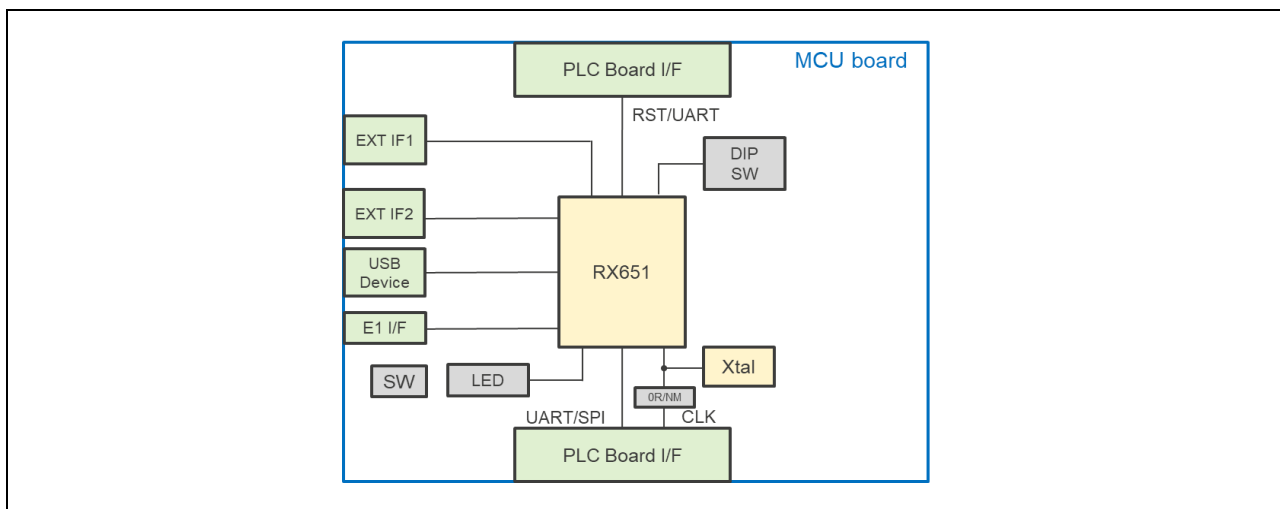 PLC Board I/F
MCU board
RST/UART
EXT IF1
DIP
SW
EXT IF2
USB
Device
RX651
E1 I/F
Xtal
SW
LED
0R/NM
UART/SPI
CLK
PLC Board I/F